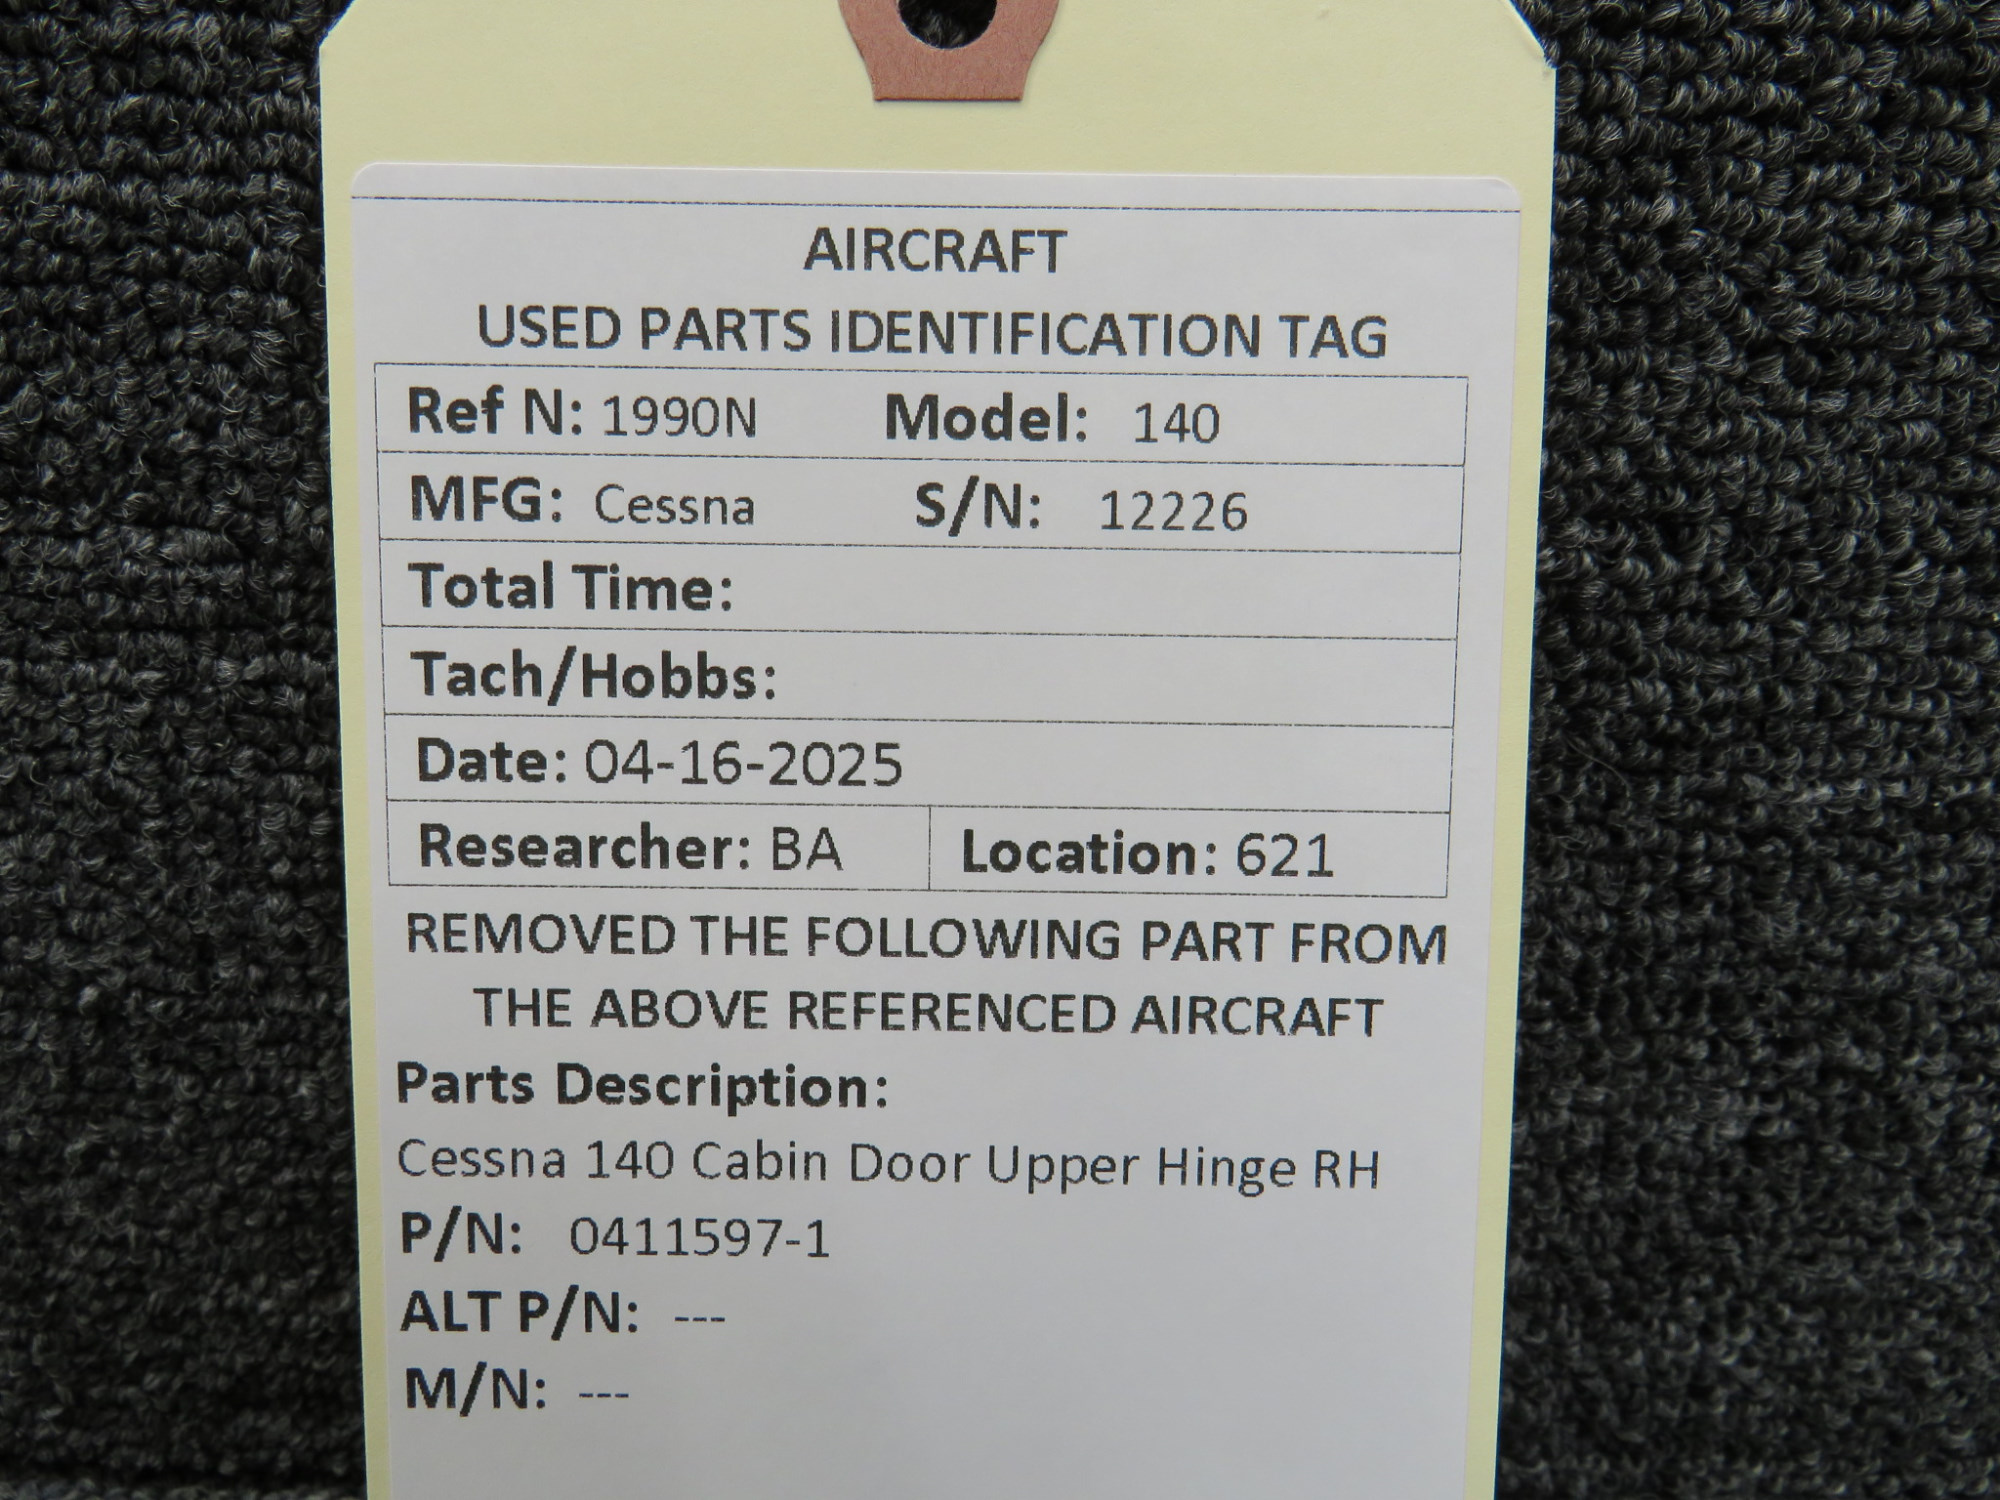 AIRCRAFT
USED PARTS IDENTIFICATION TAG
Ref N: 1990N Model: 140
MFG: Cessna S/N: 12226
Total Time:
Tach/Hobbs:
Date: 04-16-2025
Researcher: BA Location: 621
REMOVED THE FOLLOWING PART FROM
THE ABOVE REFERENCED AIRCRAFT
Parts Description:
Cessna 140 Cabin Door Upper Hinge RH
P/N: 0411597-1
ALT P/N: ---
M/N: ---